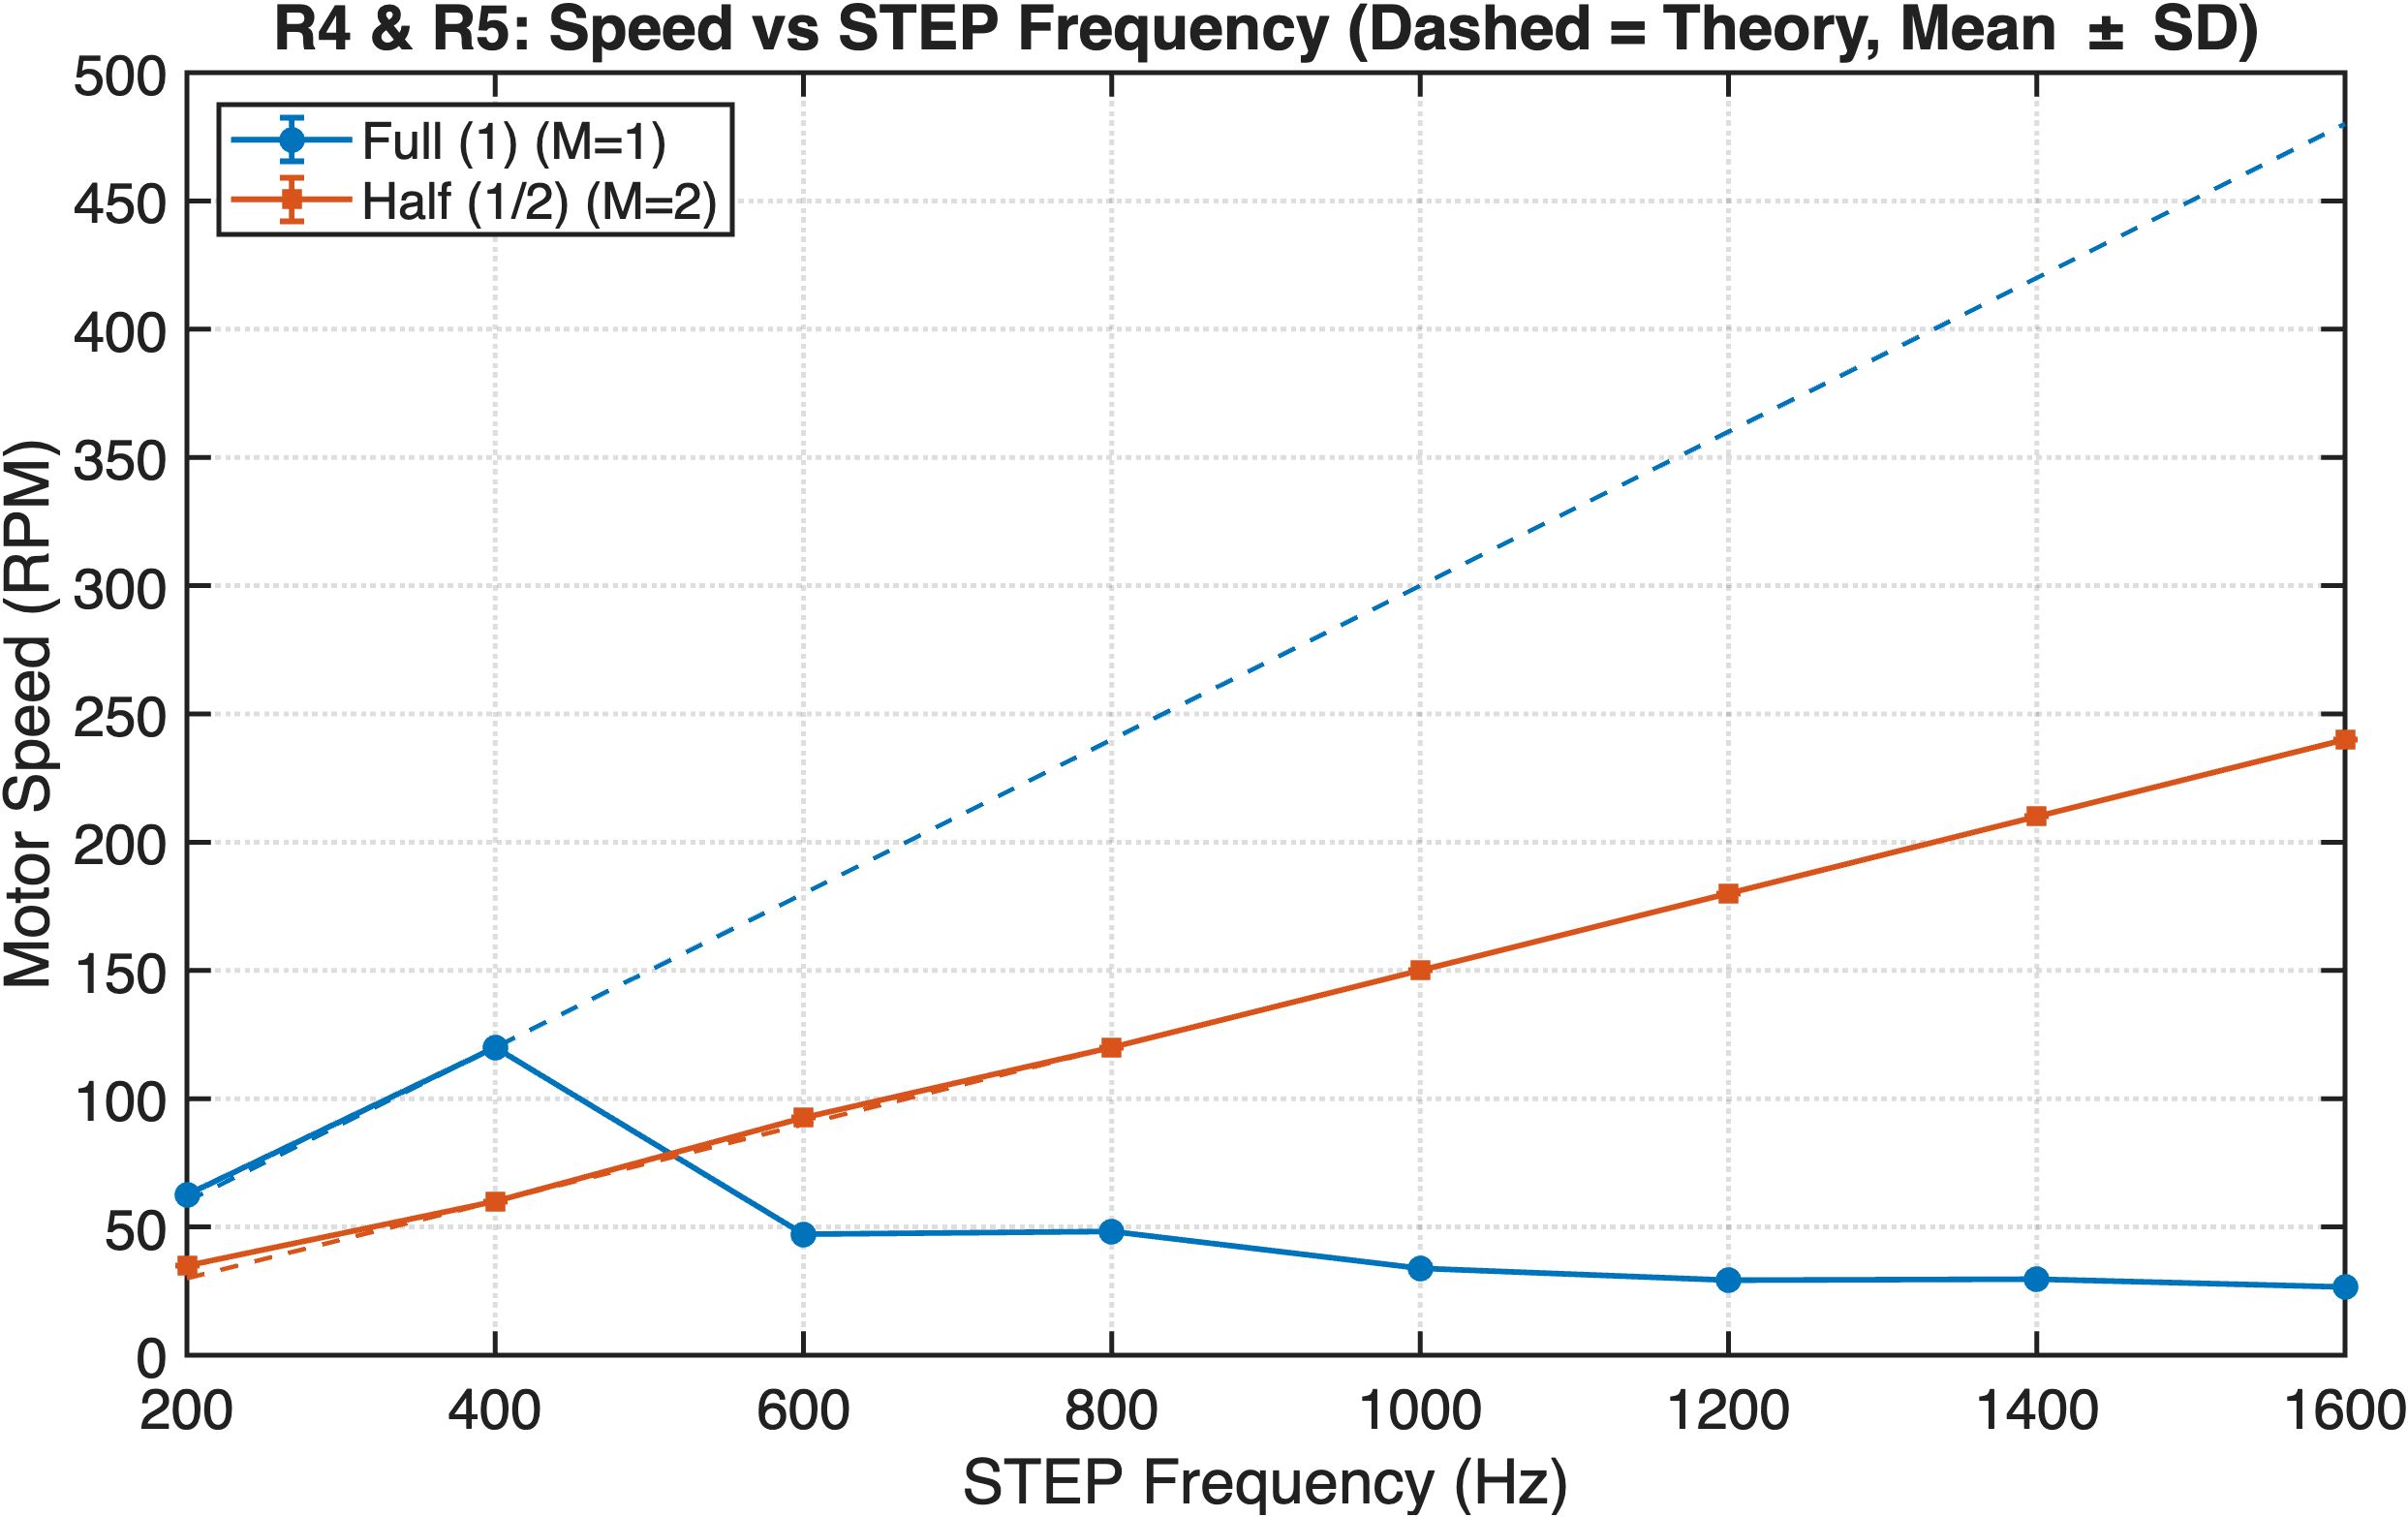 R4 & R5: Speed vs STEP Frequency (Dashed = Theory, Mean ± SD)
Full (1) (M=1)
Half (1/2) (M=2)
500
450
400
350
300
250
200
150
100
50
0
Motor Speed (RPM)
200 400 600 800 1000 1200 1400 1600
STEP Frequency (Hz)